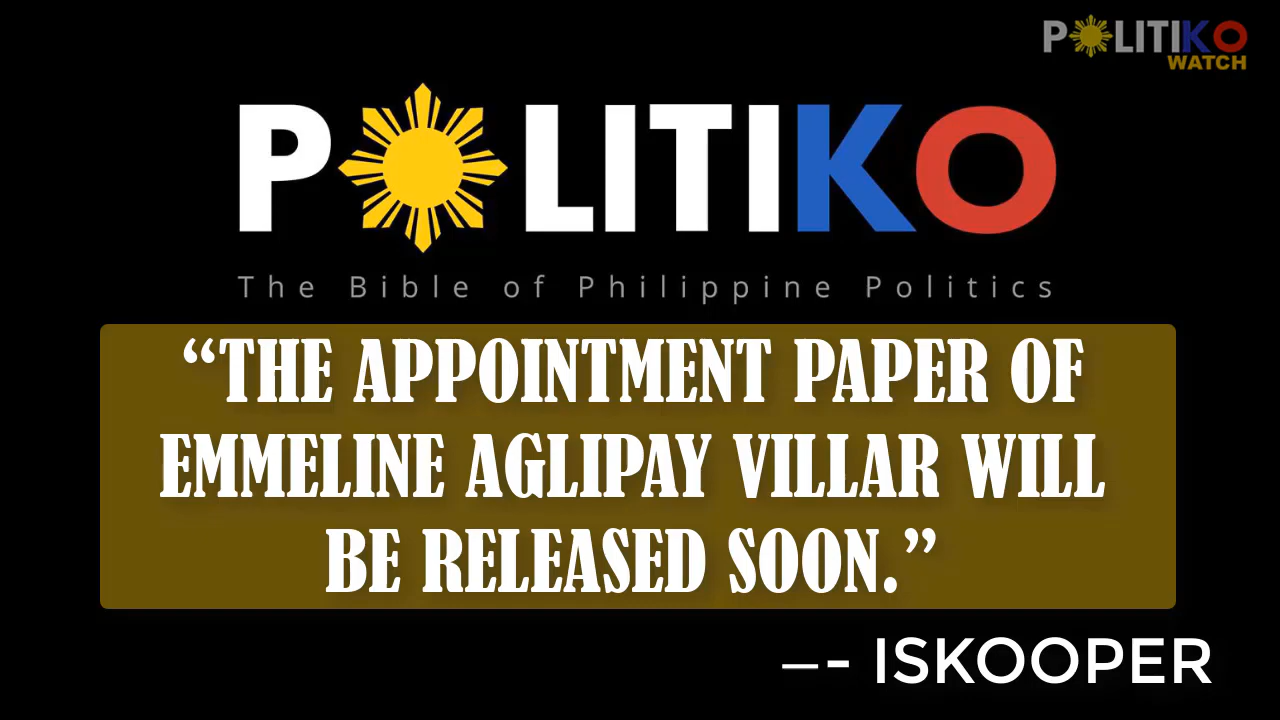 POLITIKO
WATCH
POLITIKO
The Bible of Philippine Politics
“THE APPOINTMENT PAPER OF
EMMELINE AGLIPAY VILLAR WILL
BE RELEASED SOON.”
—- ISKOOPER